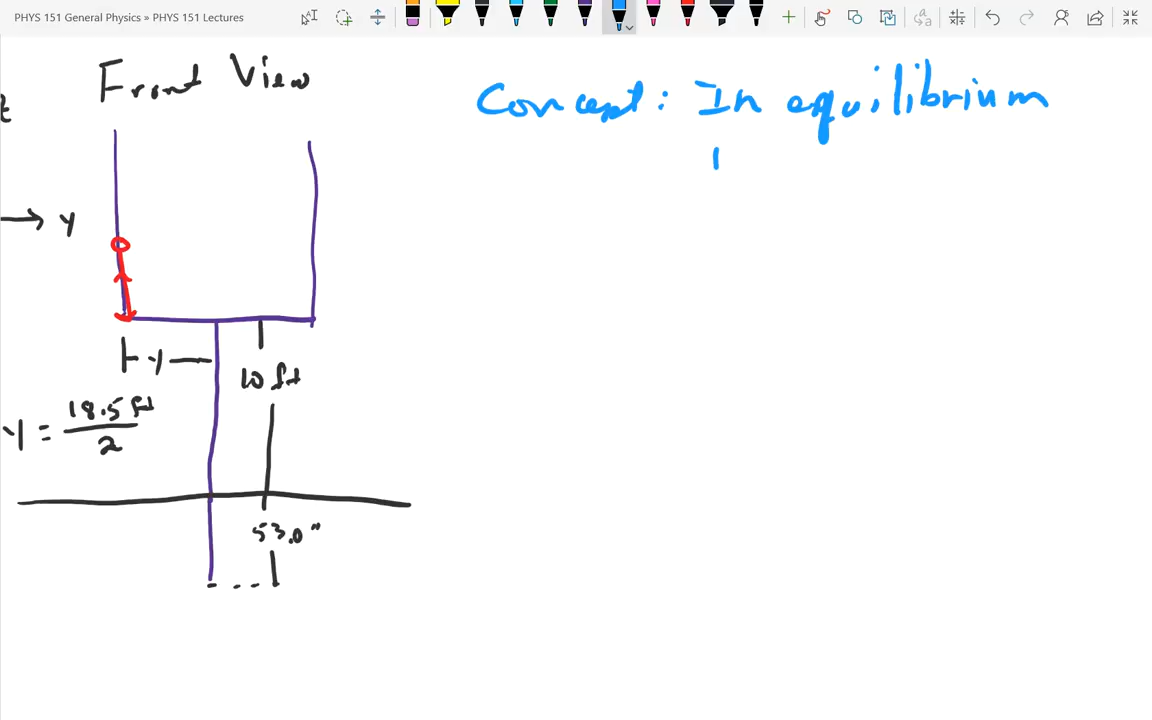 PHYS 151 General Physics » PHYS 151 Lectures
Front View
Concept: In equilibrium
t
y
y
10 ft
y = 18.5 ft
2
53.0"